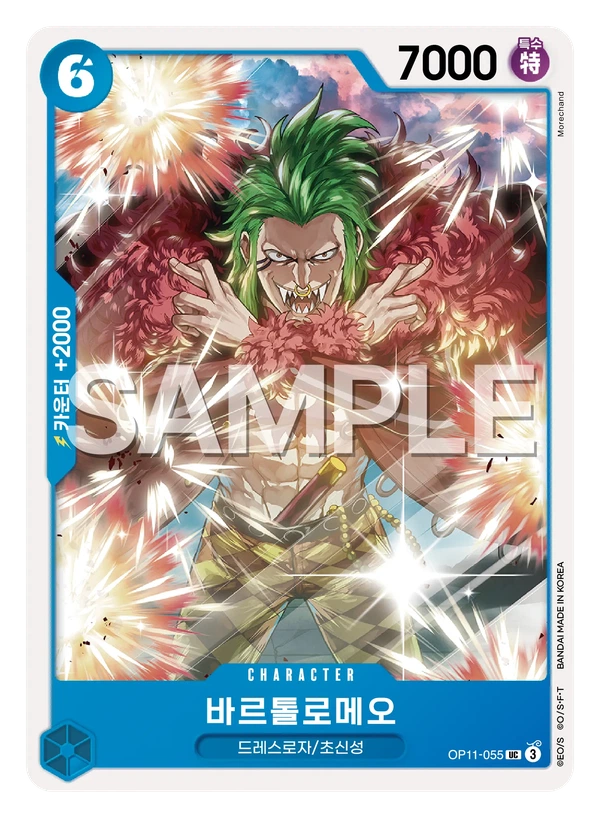 6
7000
특수
特
Morechand
카운터 +2000
SAMPLE
CHARACTER
바르톨로메오
드레스로자/초신성
OP11-055 UC 3
©EO/S ©O/S·F·T BANDAI MADE IN KOREA